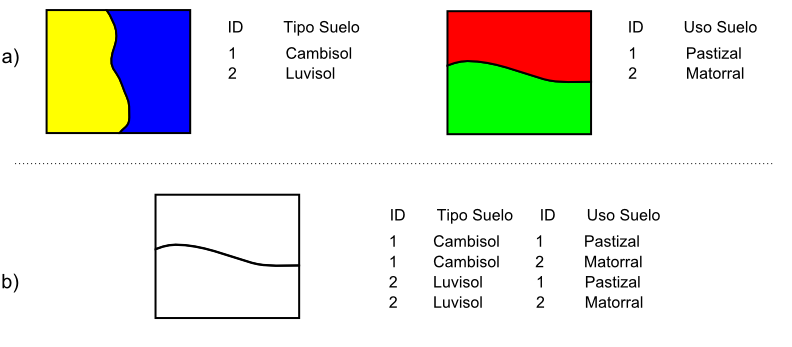 ID Tipo Suelo ID Uso Suelo
a) 1 Cambisol 1 Pastizal
2 Luvisol 2 Matorral
ID Tipo Suelo ID Uso Suelo
1 Cambisol 1 Pastizal
1 Cambisol 2 Matorral
b) 2 Luvisol 1 Pastizal
2 Luvisol 2 Matorral